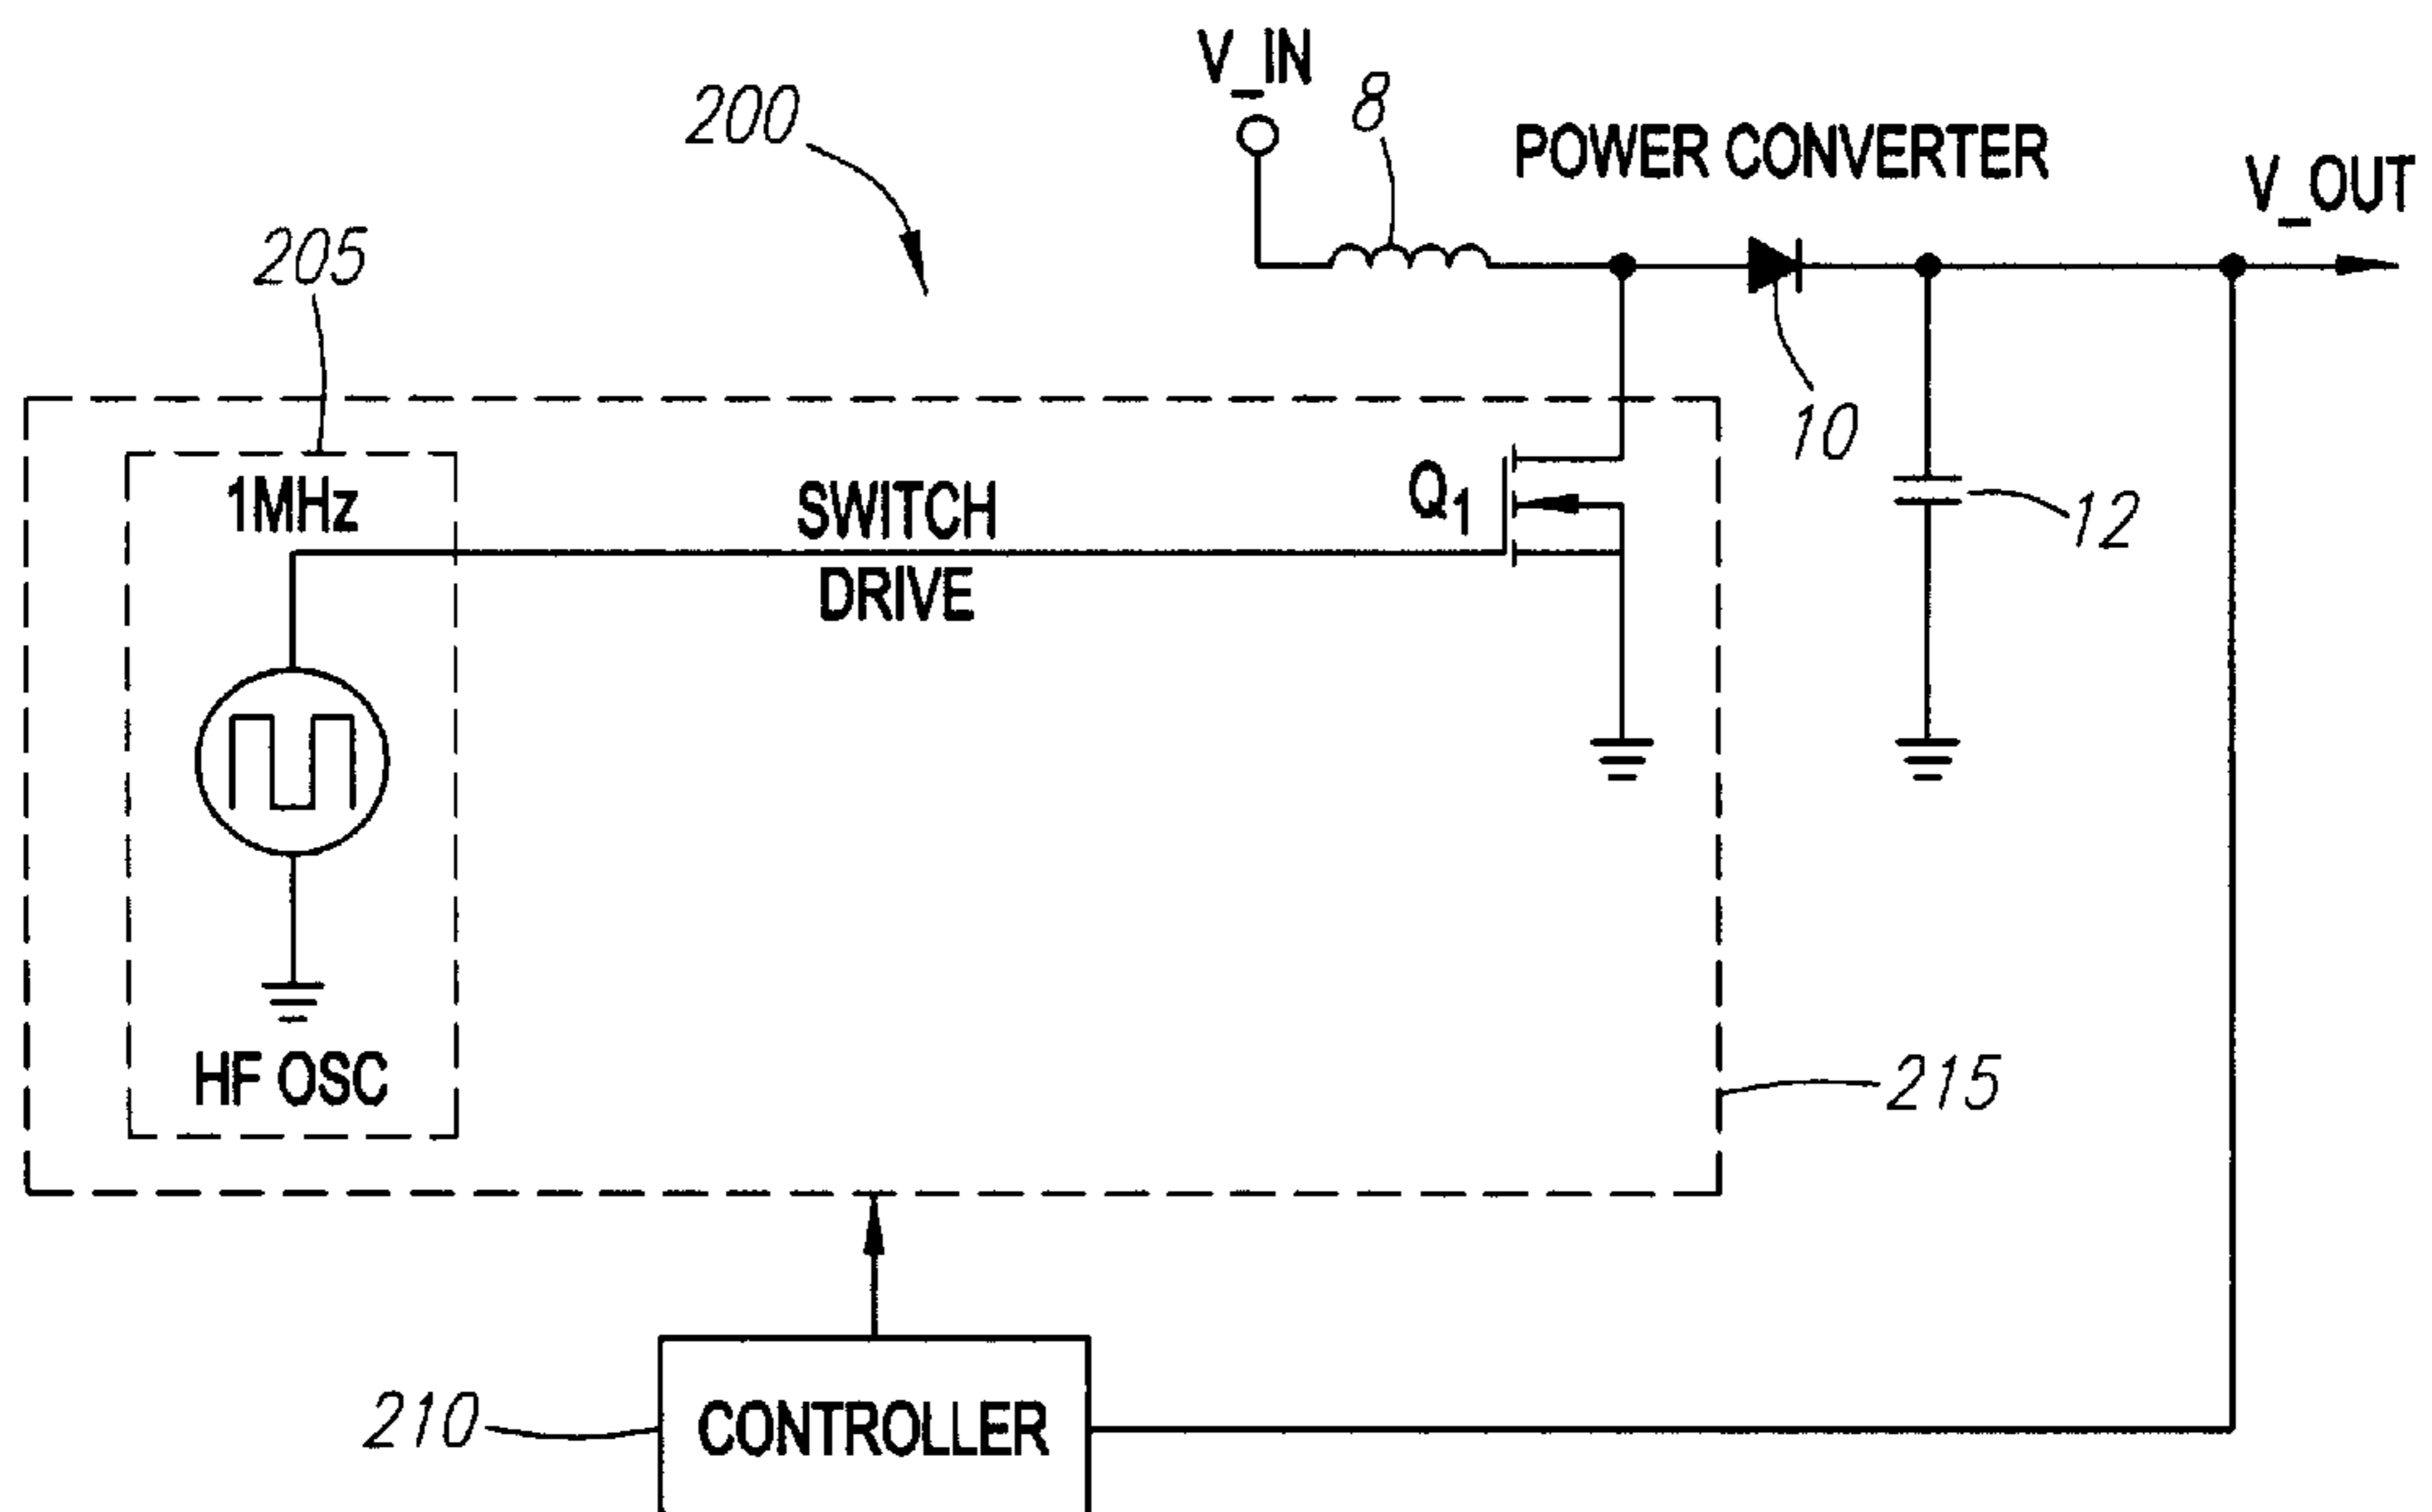 V_IN
8
200
POWER CONVERTER
V_OUT
205
10
1MHz
SWITCH
DRIVE
Q1
12
HF OSC
215
210
CONTROLLER